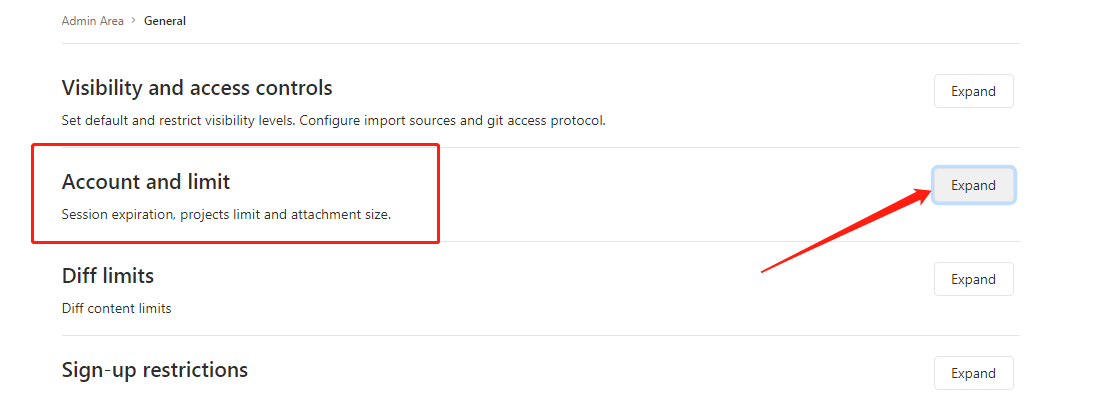 Admin Area > General
Visibility and access controls
Expand
Set default and restrict visibility levels. Configure import sources and git access protocol.
Account and limit
Expand
Session expiration, projects limit and attachment size.
Diff limits
Expand
Diff content limits
Sign-up restrictions
Expand